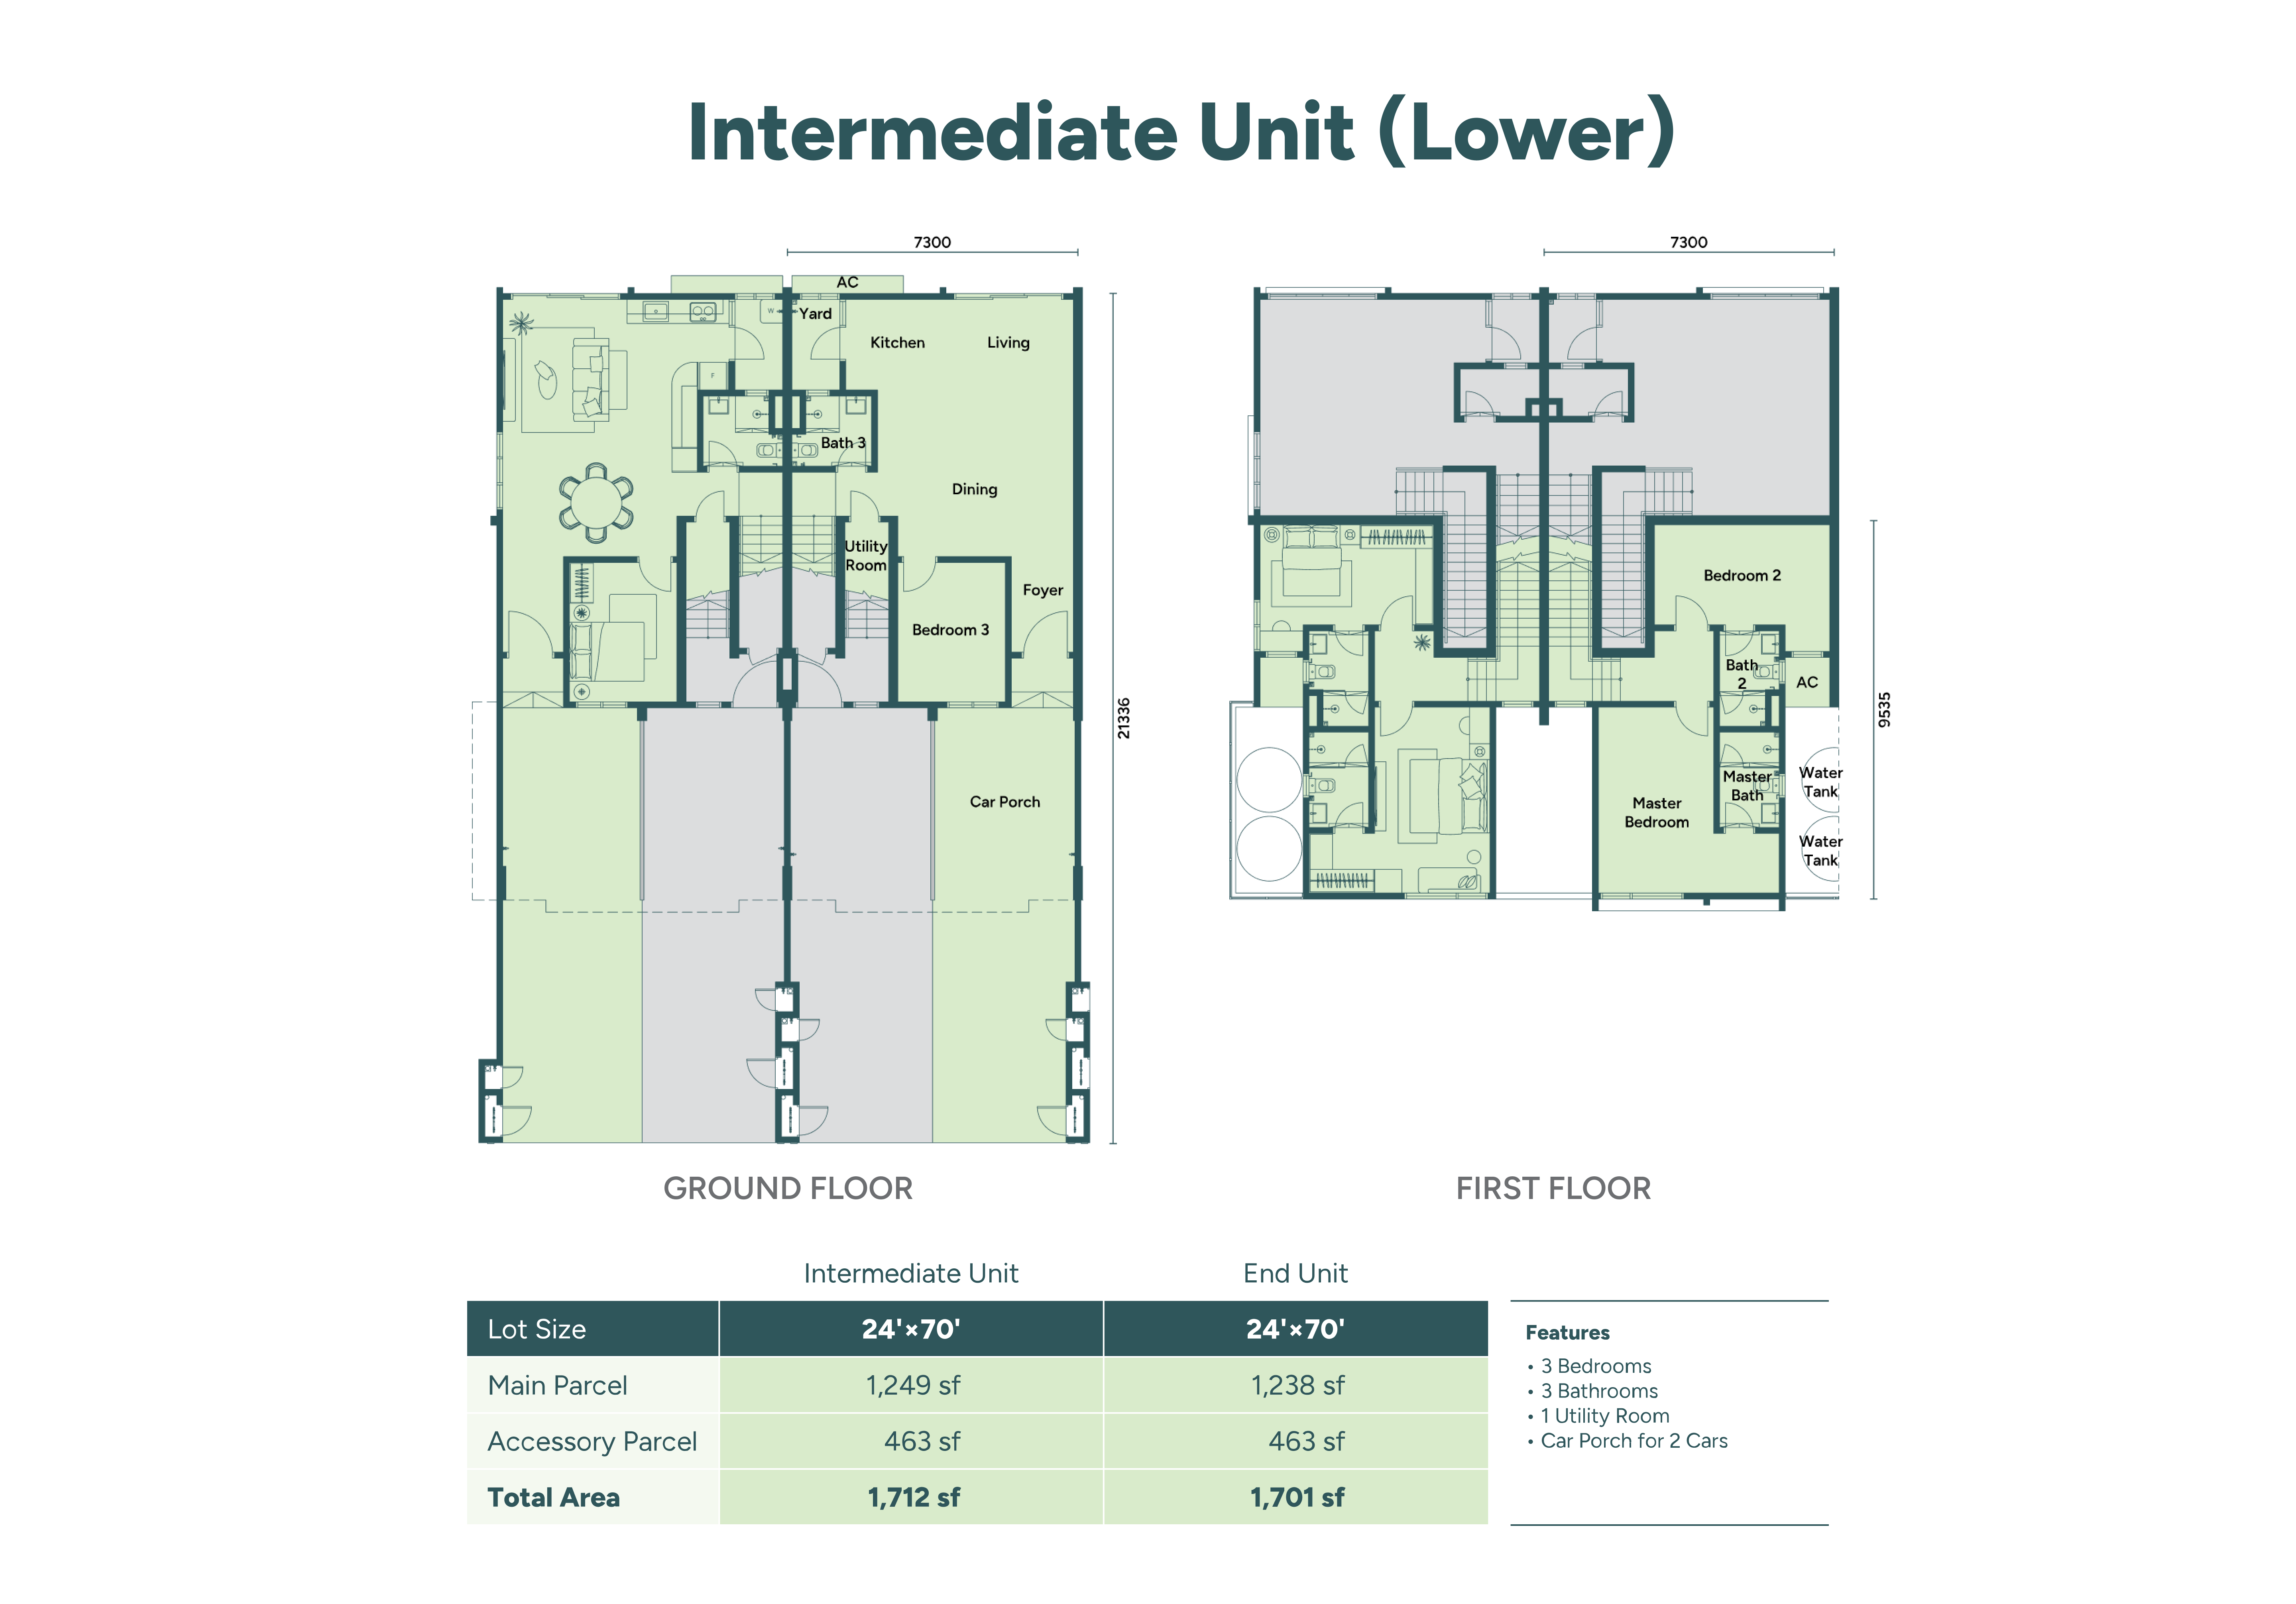 Intermediate Unit (Lower)
7300
7300
AC
Yard
Kitchen
Living
W
F
Bath 3
Dining
Utility
Room
Foyer
Bedroom 3
21336
Car Porch
Bedroom 2
Bath
2
AC
9535
Master
Bath
Water
Tank
Master
Bedroom
Water
Tank
GROUND FLOOR
FIRST FLOOR
Intermediate Unit
End Unit
Lot Size
24'×70'
24'×70'
Main Parcel
1,249 sf
1,238 sf
Accessory Parcel
463 sf
463 sf
Total Area
1,712 sf
1,701 sf
Features
• 3 Bedrooms
• 3 Bathrooms
• 1 Utility Room
• Car Porch for 2 Cars